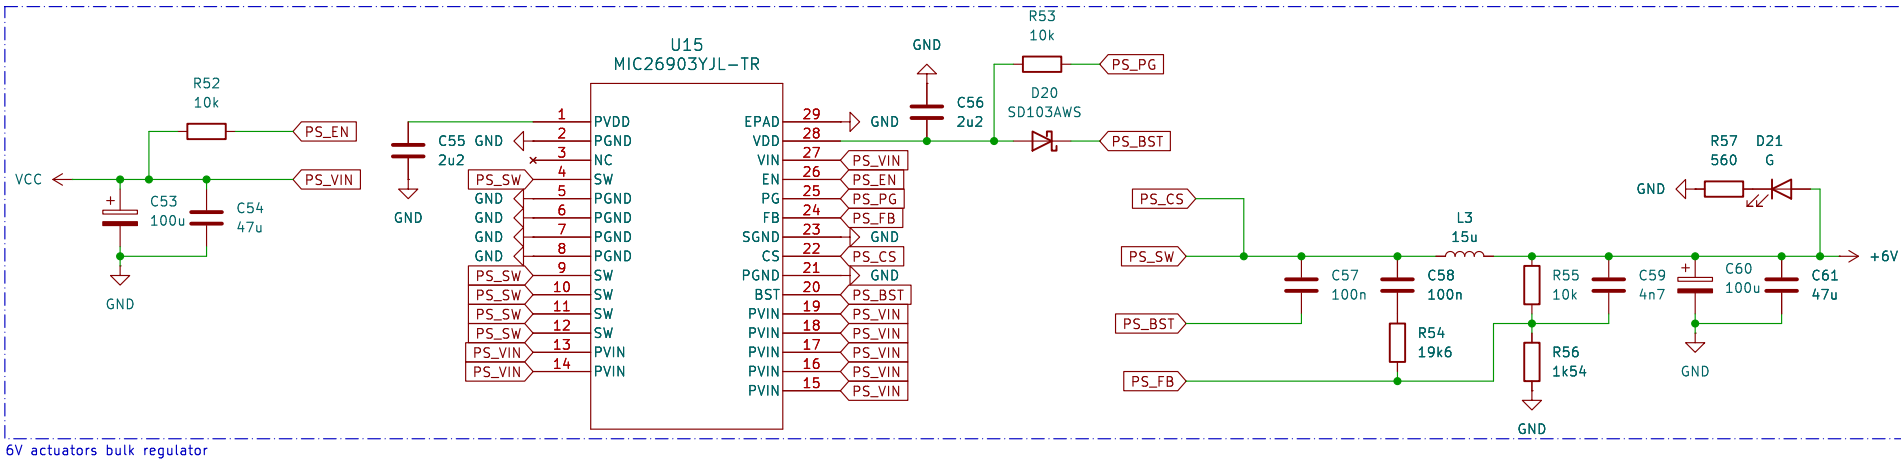 R52
10k
PS_EN
VCC
PS_VIN
+
C53
100u
C54
47u
GND
U15
MIC26903YJL-TR
C55
2u2
GND
1 PVDD
GND 2 PGND
3 NC
PS_SW 4 SW
GND 5 PGND
GND 6 PGND
GND 7 PGND
GND 8 PGND
PS_SW 9 SW
PS_SW 10 SW
PS_SW 11 SW
PS_SW 12 SW
PS_VIN 13 PVIN
PS_VIN 14 PVIN
EPAD 29 GND
VDD 28
VIN 27 PS_VIN
EN 26 PS_EN
PG 25 PS_PG
FB 24 PS_FB
SGND 23 GND
CS 22 PS_CS
PGND 21 GND
BST 20 PS_BST
PVIN 19 PS_VIN
PVIN 18 PS_VIN
PVIN 17 PS_VIN
PVIN 16 PS_VIN
PVIN 15 PS_VIN
GND
C56
2u2
R53
10k
PS_PG
D20
SD103AWS
PS_BST
PS_CS
PS_SW
PS_BST
PS_FB
C57
100n
C58
100n
R54
19k6
L3
15u
R55
10k
R56
1k54
GND
C59
4n7
+
C60
100u
GND
C61
47u
R57
560
D21
G
GND
+6V
6V actuators bulk regulator